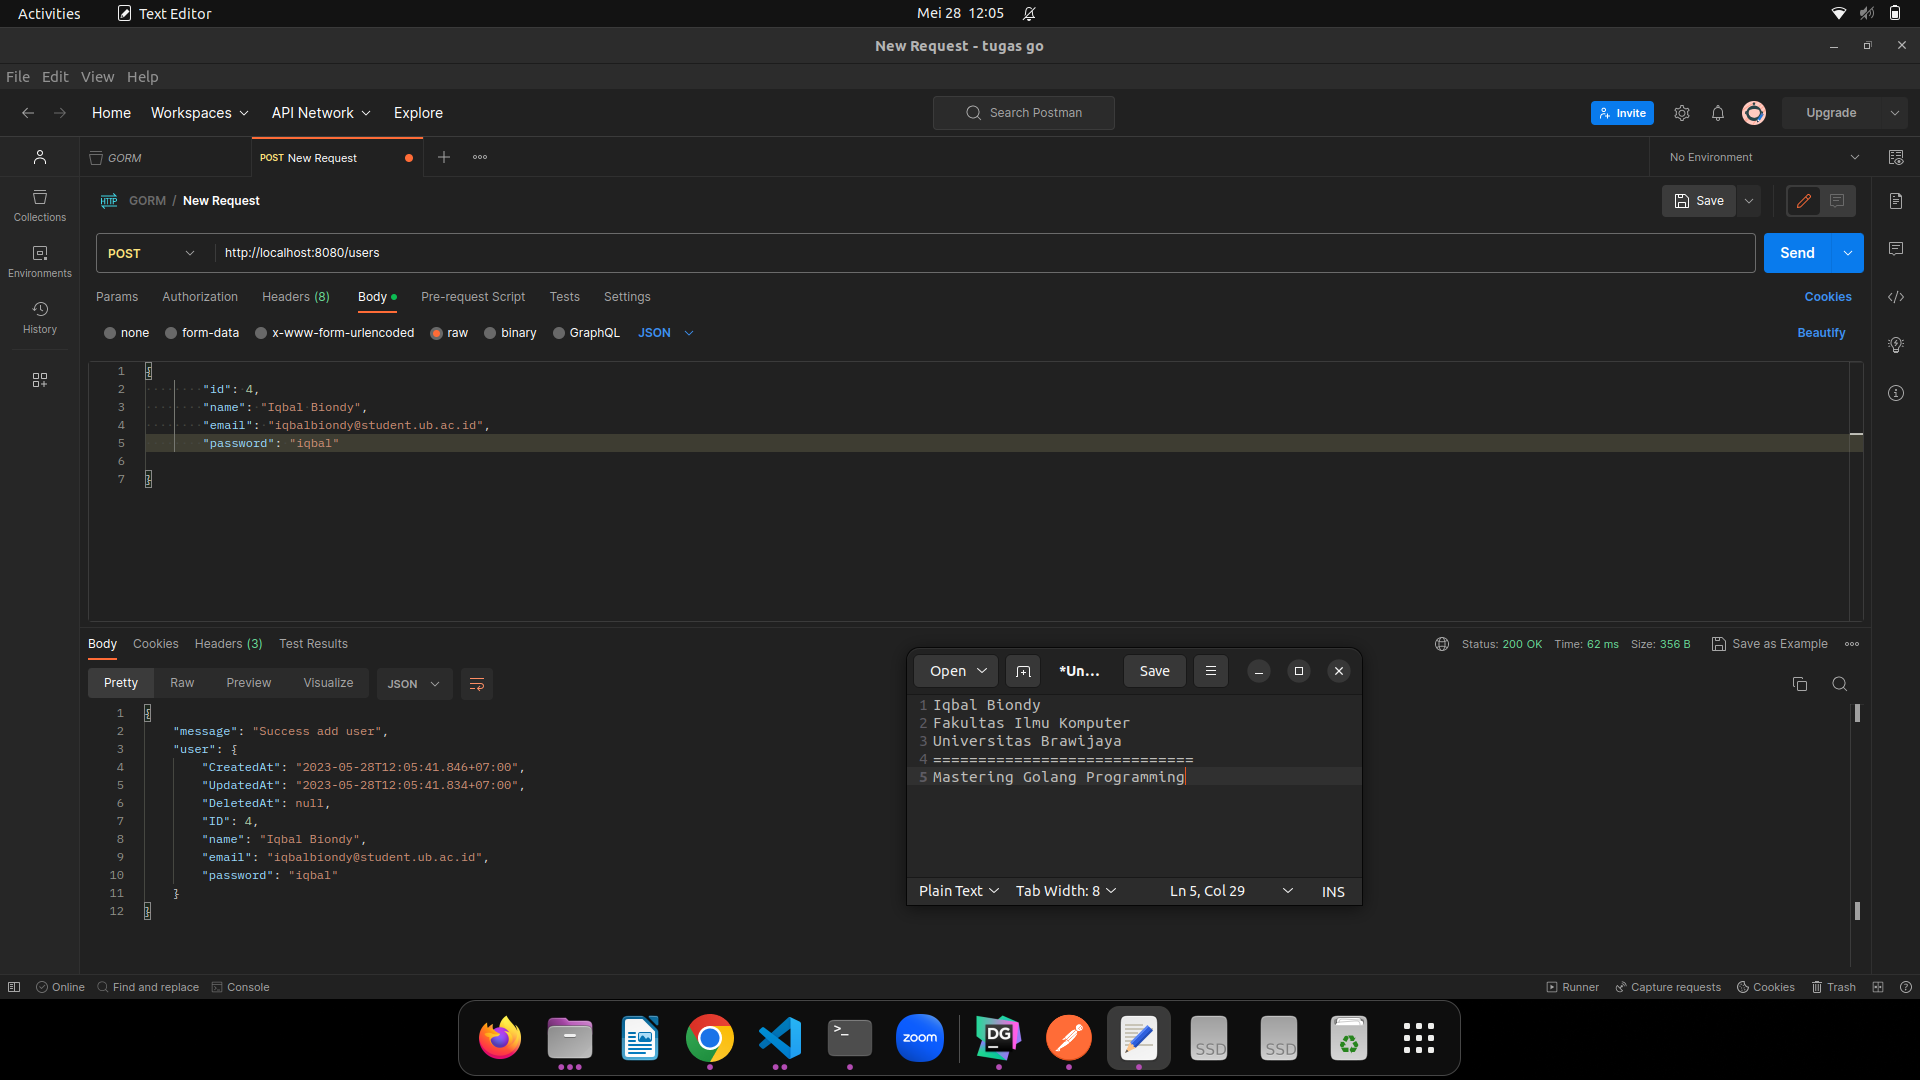 Activities Text Editor Mei 28 12:05
New Request - tugas go
File Edit View Help
Home Workspaces API Network Explore Search Postman Invite Upgrade
GORM POST New Request No Environment
GORM / New Request Save
POST http://localhost:8080/users Send
Params Authorization Headers (8) Body Pre-request Script Tests Settings Cookies
none form-data x-www-form-urlencoded raw binary GraphQL JSON Beautify
Collections
Environments
History
1 {
2 "id": 4,
3 "name": "Iqbal Biondy",
4 "email": "iqbalbiondy@student.ub.ac.id",
5 "password": "iqbal"
6
7 }
Body Cookies Headers (3) Test Results Status: 200 OK Time: 62 ms Size: 356 B Save as Example
Pretty Raw Preview Visualize JSON
1 {
2 "message": "Success add user",
3 "user": {
4 "CreatedAt": "2023-05-28T12:05:41.846+07:00",
5 "UpdatedAt": "2023-05-28T12:05:41.834+07:00",
6 "DeletedAt": null,
7 "ID": 4,
8 "name": "Iqbal Biondy",
9 "email": "iqbalbiondy@student.ub.ac.id",
10 "password": "iqbal"
11 }
12 }
Open *Un... Save
1 Iqbal Biondy
2 Fakultas Ilmu Komputer
3 Universitas Brawijaya
4 =============================
5 Mastering Golang Programming
Plain Text Tab Width: 8 Ln 5, Col 29 INS
Online Find and replace Console Runner Capture requests Cookies Trash
>_ zoom DG SSD SSD